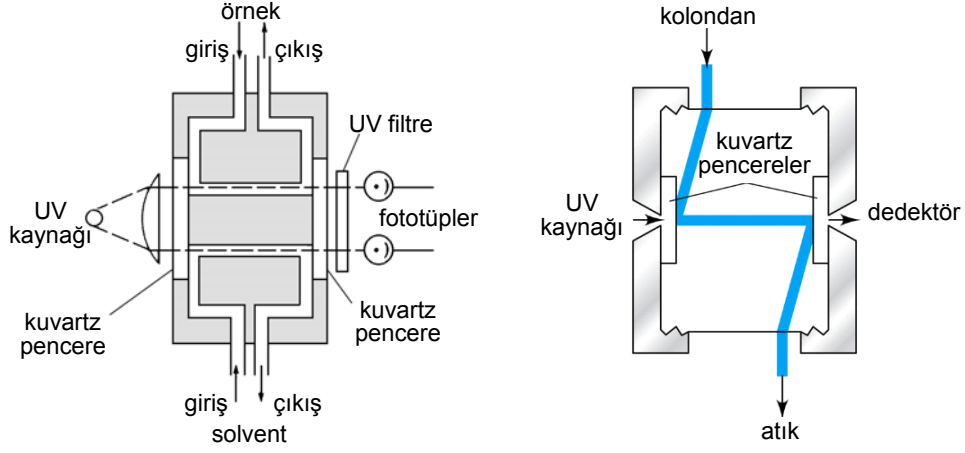 örnek
giriş
çıkış
UV filtre
UV
kaynağı
fototüpler
kuvartz
pencere
kuvartz
pencere
giriş
çıkış
solvent
kolondan
kuvartz
pencereler
UV
kaynağı
dedektör
atık